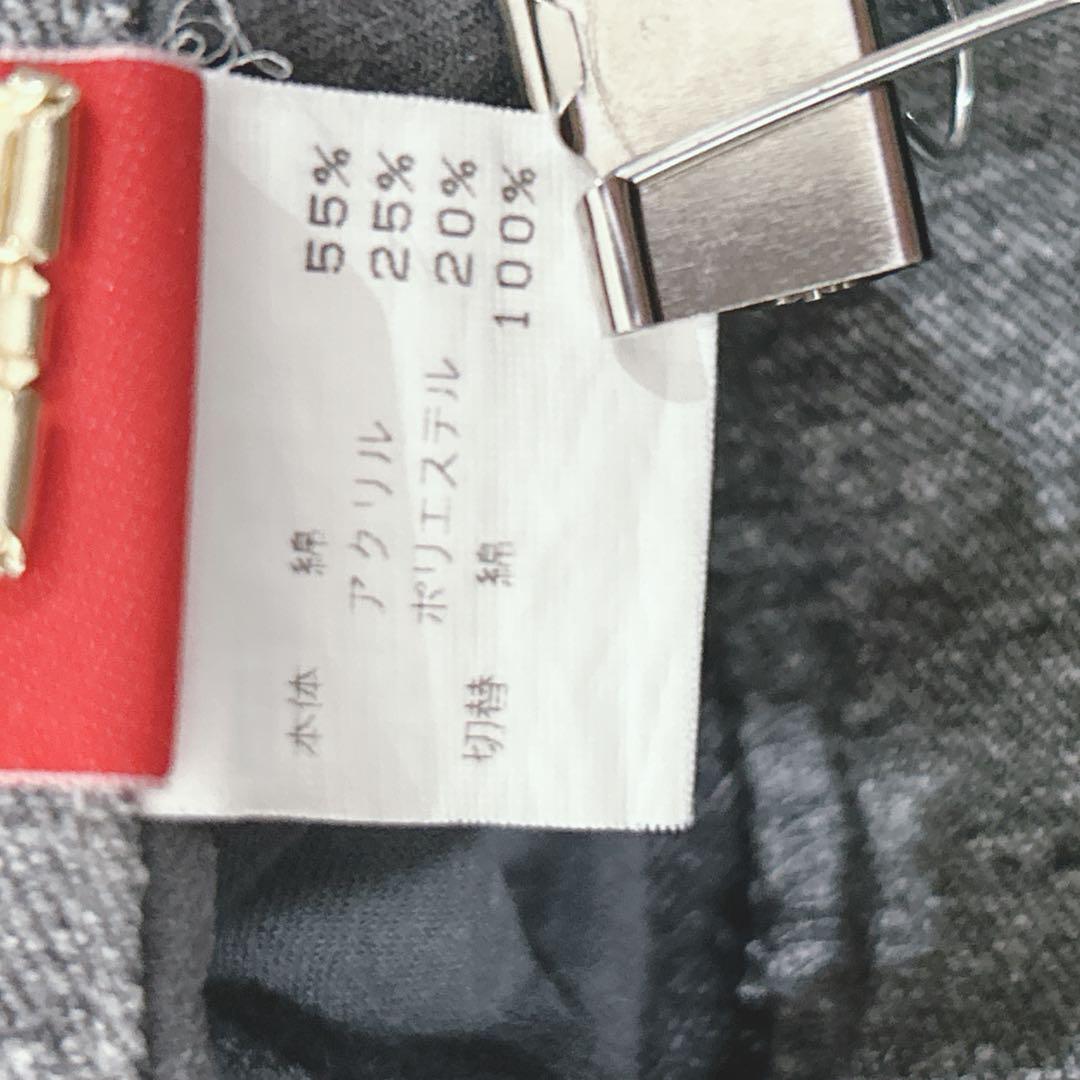 本体 綿 55%
アクリル 25%
ポリエステル 20%
切替 綿 100%